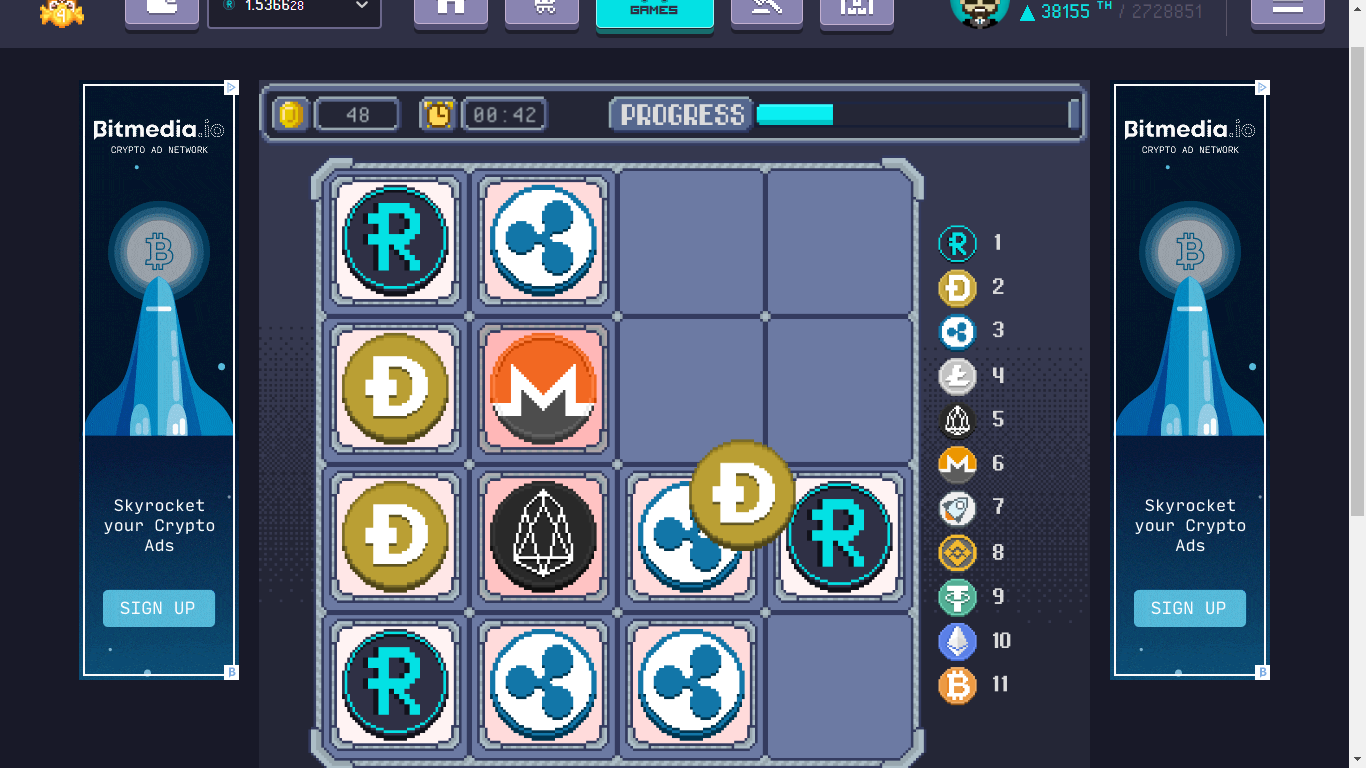 1.536628
GAMES
38155 TH / 2728851
48
00:42
PROGRESS
Bitmedia.io
CRYPTO AD NETWORK
Skyrocket
your Crypto
Ads
SIGN UP
1
2
3
4
5
6
7
8
9
10
11
Bitmedia.io
CRYPTO AD NETWORK
Skyrocket
your Crypto
Ads
SIGN UP